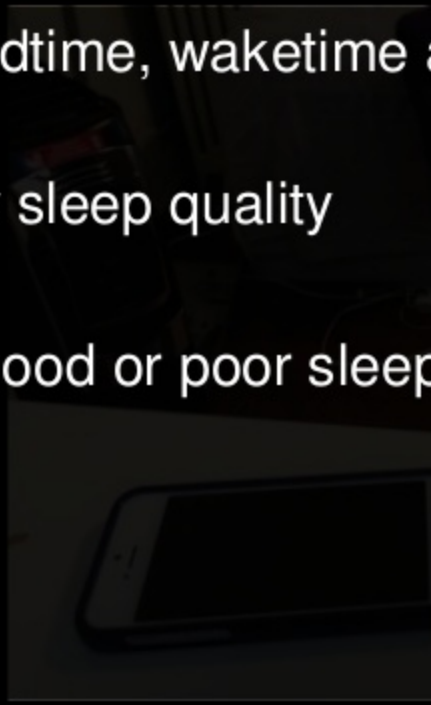 dtime, waketime
sleep quality
ood or poor sleep